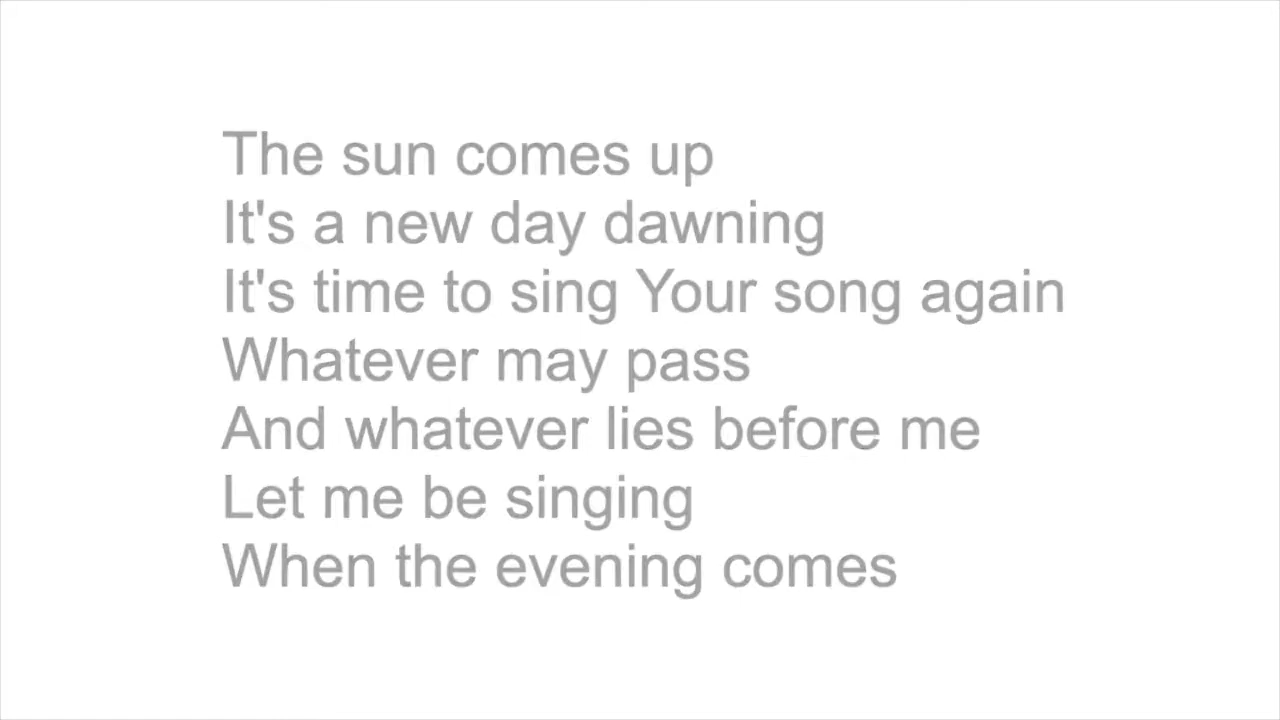 The sun comes up
It's a new day dawning
It's time to sing Your song again
Whatever may pass
And whatever lies before me
Let me be singing
When the evening comes